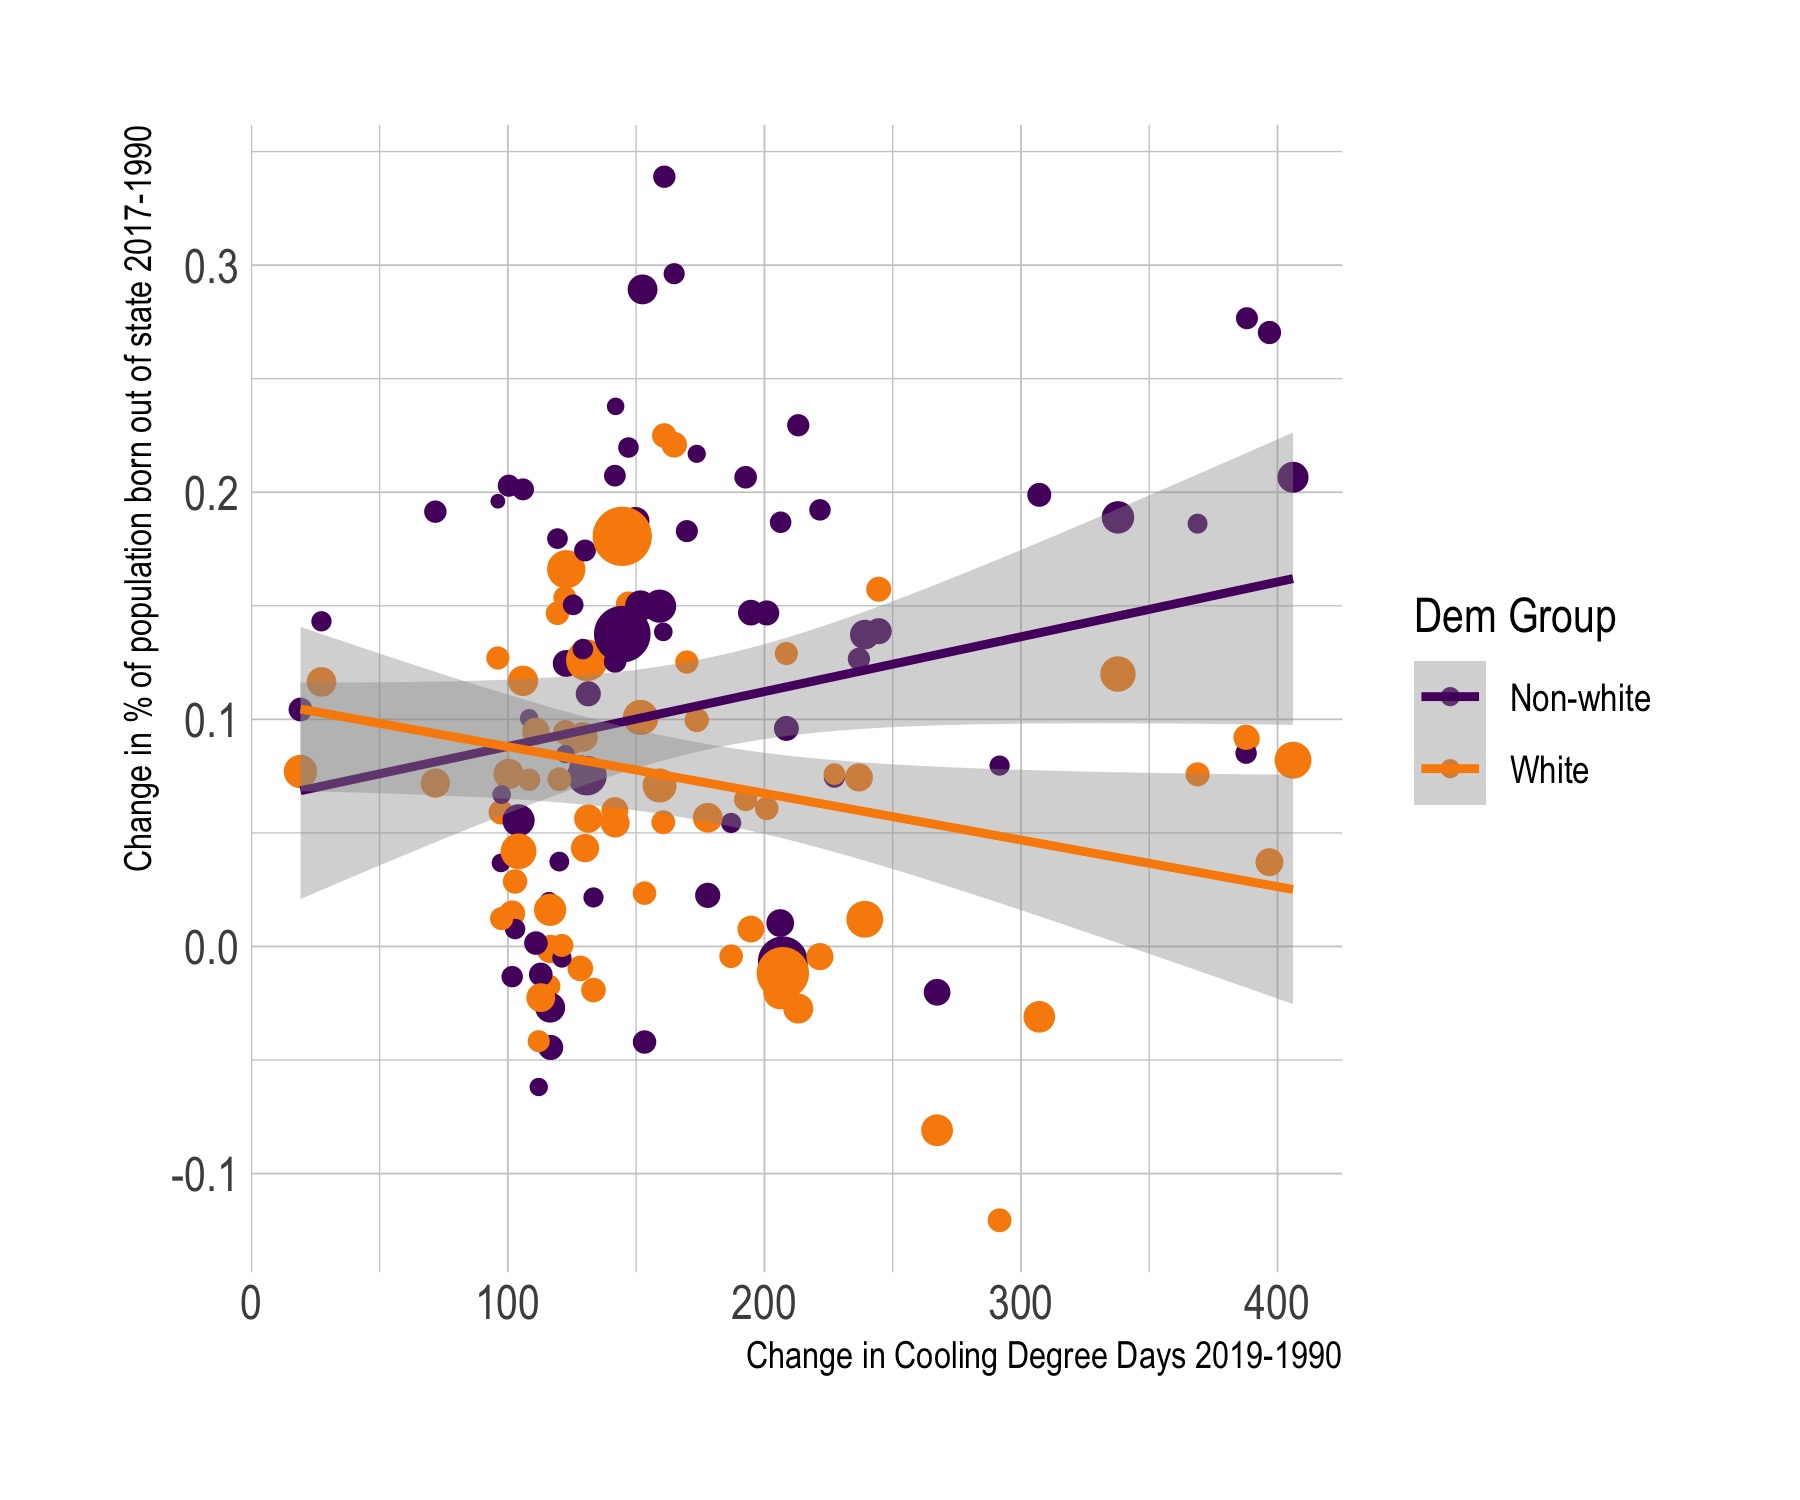 Change in % of population born out of state 2017-1990
0.3
0.2
0.1
0.0
-0.1
0
100
200
300
400
Change in Cooling Degree Days 2019-1990
Dem Group
Non-white
White